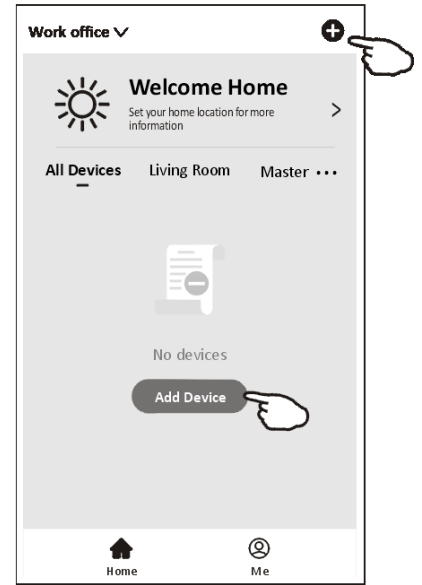 Work office
Welcome Home
Set your home location for more
information
All Devices Living Room Master ...
No devices
Add Device
Home Me